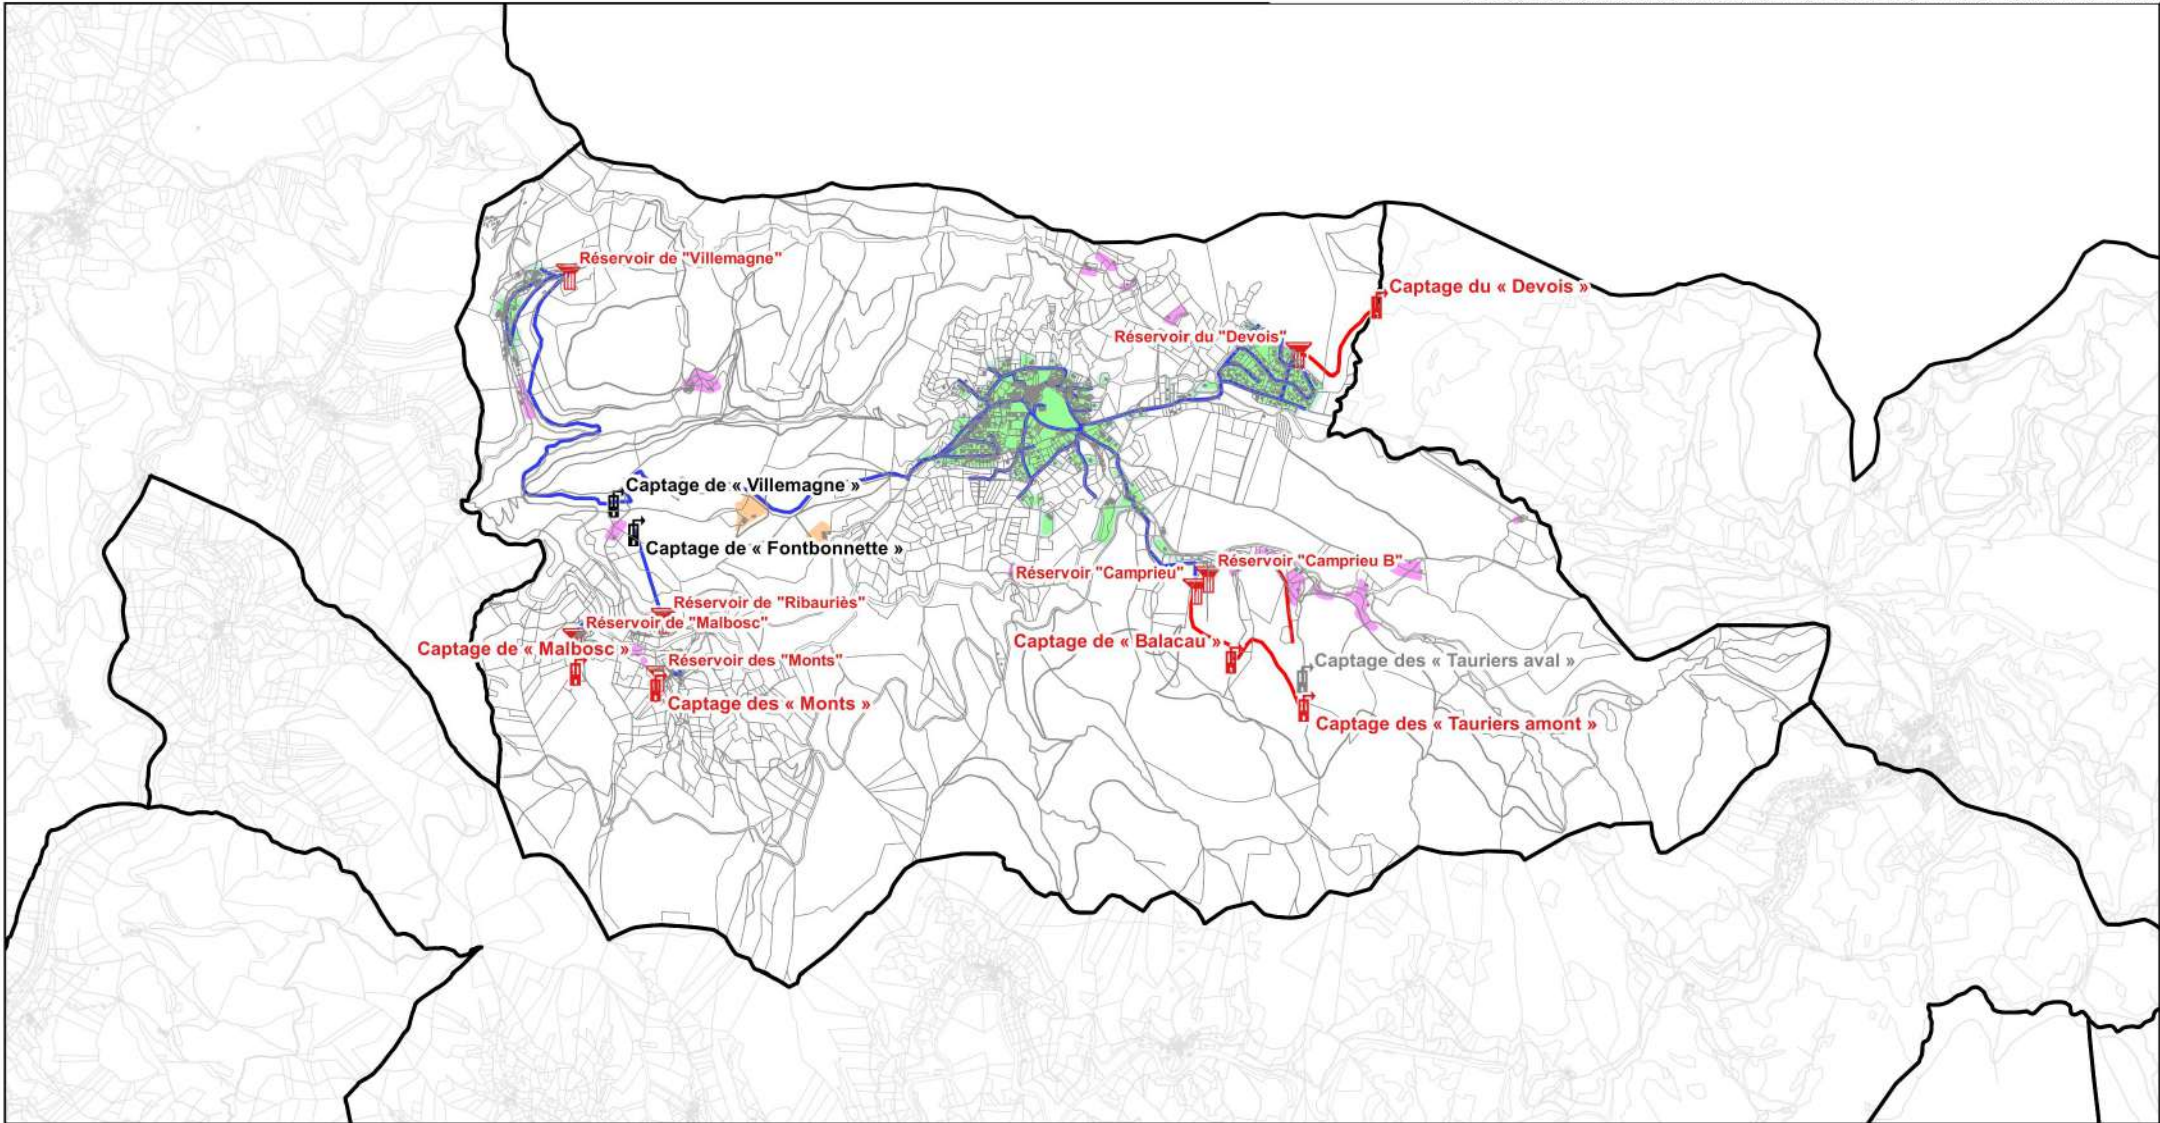 Réservoir de "Villemagne"
Captage du « Devois »
Réservoir du "Devois"
Captage de « Villemagne »
Captage de « Fontbonnette »
Réservoir "Camprieu B"
Réservoir "Camprieu"
Réservoir de "Ribauriès"
Réservoir de "Malbosc"
Captage de « Malbosc »
Captage de « Balacau »
Réservoir des "Monts"
Captage des « Tauriers aval »
Captage des « Monts »
Captage des « Tauriers amont »